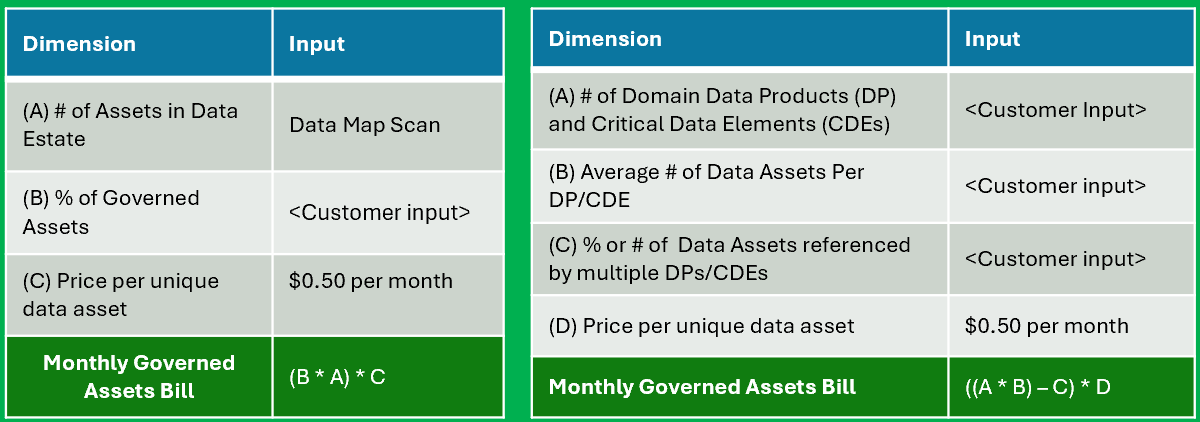 Dimension
Input
(A) # of Assets in Data
Estate
Data Map Scan
(B) % of Governed
Assets
<Customer input>
(C) Price per unique
data asset
$0.50 per month
Monthly Governed
Assets Bill
(B * A) * C
Dimension
Input
(A) # of Domain Data Products (DP)
and Critical Data Elements (CDEs)
<Customer Input>
(B) Average # of Data Assets Per
DP/CDE
<Customer input>
(C) % or # of  Data Assets referenced
by multiple DPs/CDEs
<Customer input>
(D) Price per unique data asset
$0.50 per month
Monthly Governed Assets Bill
((A * B) – C) * D